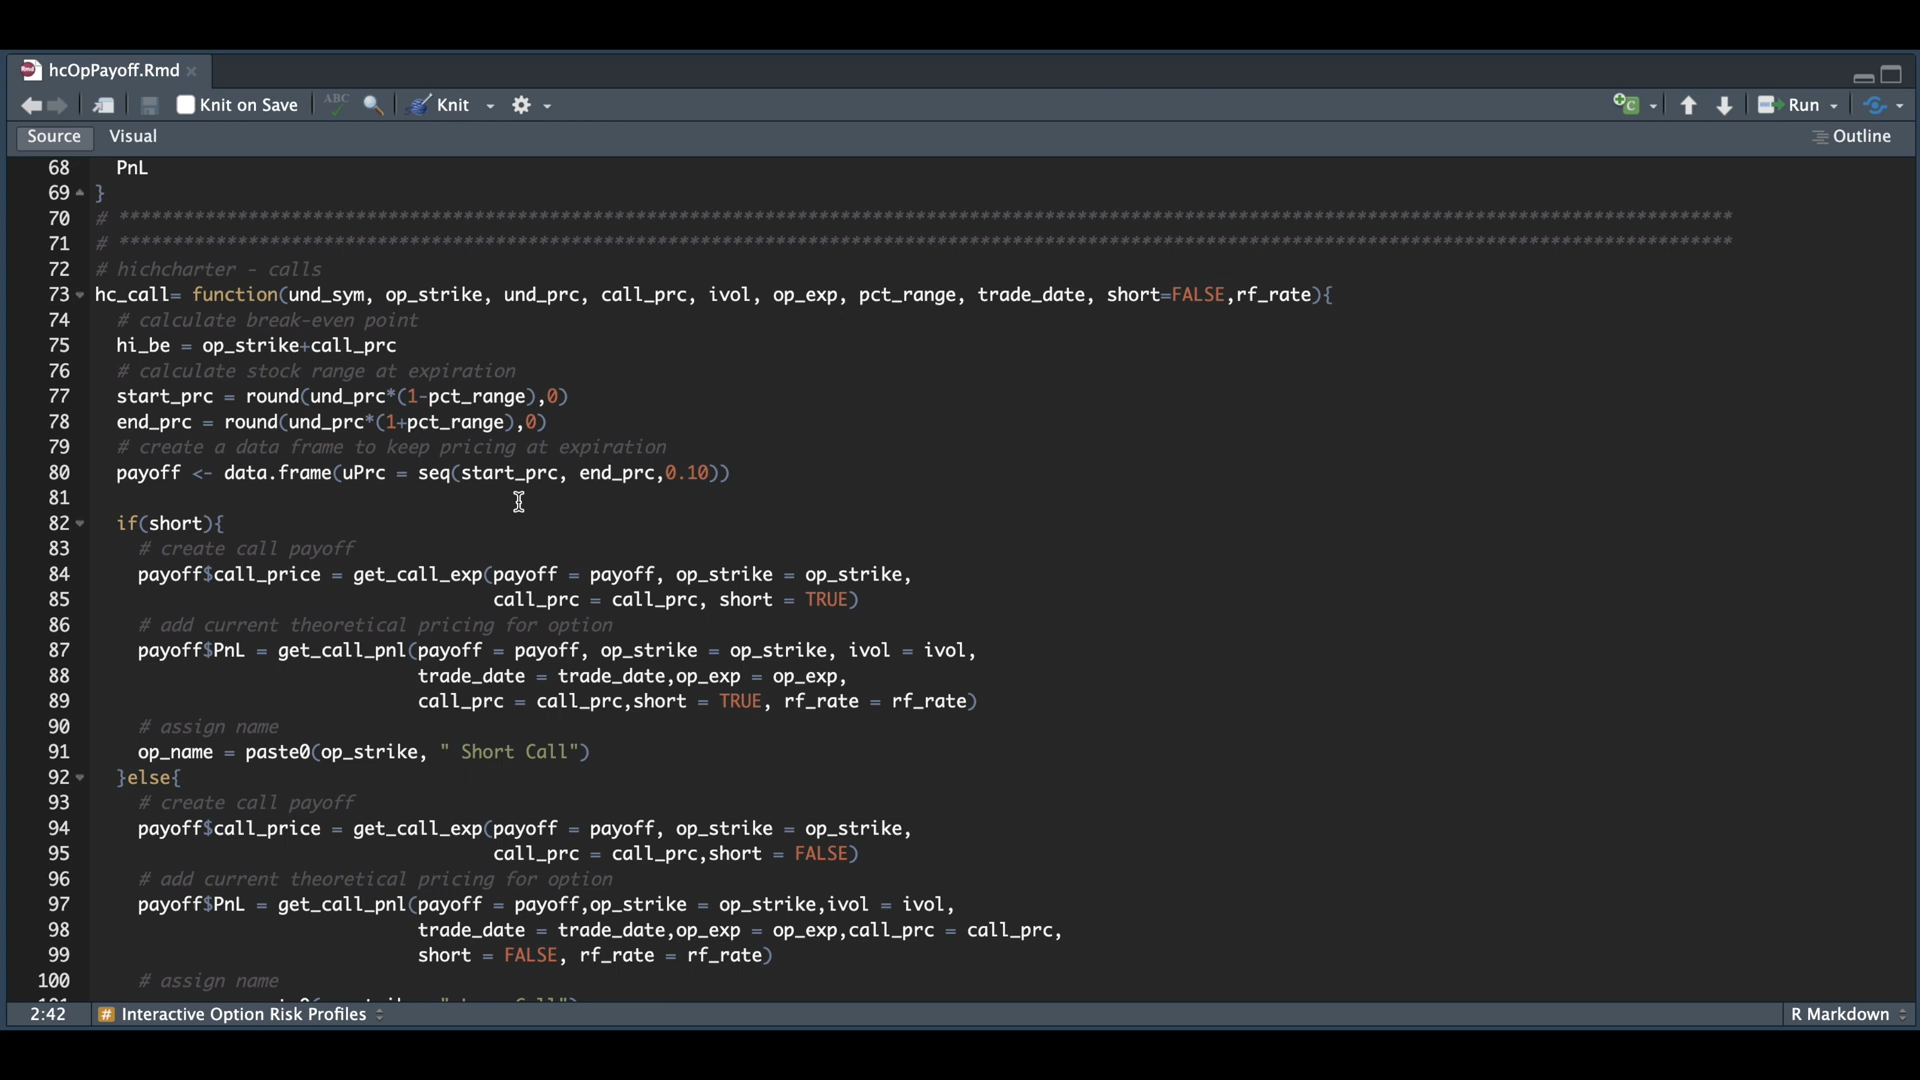 hcOpPayoff.Rmd
Knit on Save ABC Knit Run
Source Visual Outline
68 PnL
69 }
70 # ******************************************************************************************************************************************************
71 # ******************************************************************************************************************************************************
72 # hichcharter - calls
73 hc_call= function(und_sym, op_strike, und_prc, call_prc, ivol, op_exp, pct_range, trade_date, short=FALSE,rf_rate){
74 # calculate break-even point
75 hi_be = op_strike+call_prc
76 # calculate stock range at expiration
77 start_prc = round(und_prc*(1-pct_range),0)
78 end_prc = round(und_prc*(1+pct_range),0)
79 # create a data frame to keep pricing at expiration
80 payoff <- data.frame(uPrc = seq(start_prc, end_prc,0.10))
81
82 if(short){
83 # create call payoff
84 payoff$call_price = get_call_exp(payoff = payoff, op_strike = op_strike,
85 call_prc = call_prc, short = TRUE)
86 # add current theoretical pricing for option
87 payoff$PnL = get_call_pnl(payoff = payoff, op_strike = op_strike, ivol = ivol,
88 trade_date = trade_date,op_exp = op_exp,
89 call_prc = call_prc,short = TRUE, rf_rate = rf_rate)
90 # assign name
91 op_name = paste0(op_strike, " Short Call")
92 }else{
93 # create call payoff
94 payoff$call_price = get_call_exp(payoff = payoff, op_strike = op_strike,
95 call_prc = call_prc,short = FALSE)
96 # add current theoretical pricing for option
97 payoff$PnL = get_call_pnl(payoff = payoff,op_strike = op_strike,ivol = ivol,
98 trade_date = trade_date,op_exp = op_exp,call_prc = call_prc,
99 short = FALSE, rf_rate = rf_rate)
100 # assign name
2:42 # Interactive Option Risk Profiles R Markdown